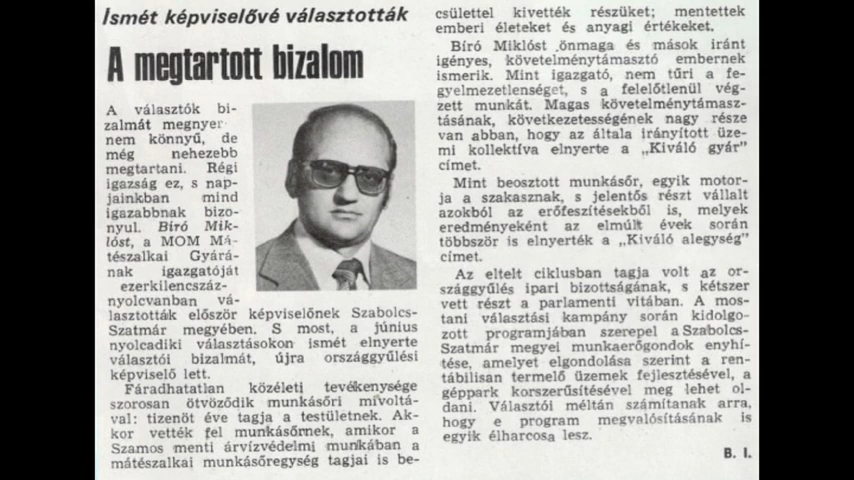 Ismét képviselővé választották
A megtartott bizalom
A választók bi-
zalmát megnyer-
nem könnyű, de
még nehezebb
megtartani. Régi
igazság ez, s nap-
jainkban mind
igazabbnak bizo-
nyul. Biró Mik-
lóst, a MOM Má-
tészalkai Gyárá-
nak igazgatóját
ezerkilencszáz-
nyolcvanban vá-
lasztották először képviselőnek Szabolcs-
Szatmár megyében. S most, a június
nyolcadiki választásokon ismét elnyerte
választói bizalmát, újra országgyűlési
képviselő lett.
Fáradhatatlan közéleti tevékenysége
szorosan ötvöződik munkásőri mivoltá-
val: tizenöt éve tagja a testületnek. Ak-
kor vették fel munkásőrnek, amikor a
Szamos menti árvízvédelmi munkában a
mátészalkai munkásőregység tagjai is be-
csülettel kivették részüket; mentettek
emberi életeket és anyagi értékeket.
Bíró Miklóst önmaga és mások iránt
igényes, követelménytámasztó embernek
ismerik. Mint igazgató, nem tűri a fe-
gyelmezetlenséget, s a felelőtlenül vég-
zett munkát. Magas követelménytámasz-
tásának, következetességének nagy része
van abban, hogy az általa irányított üze-
mi kollektíva elnyerte a „Kiváló gyár"
címet.
Mint beosztott munkásőr, egyik motor-
ja a szakasznak, s jelentős részt vállalt
azokból az erőfeszítésekből is, melyek
eredményeként az elmúlt évek során
többször is elnyerték a „Kiváló alegység"
címet.
Az eltelt ciklusban tagja volt az or-
szággyűlés ipari bizottságának, s kétszer
vett részt a parlamenti vitában. A mos-
tani választási kampány során kidolgo-
zott programjában szerepel a Szabolcs-
Szatmár megyei munkaerőgondok enyhí-
tése, amelyet elgondolása szerint a ren-
tábilisan termelő üzemek fejlesztésével, a
géppark korszerűsítésével meg lehet ol-
dani. Választói méltán számítanak arra,
hogy e program megvalósításának is
egyik élharcosa lesz.
B. I.